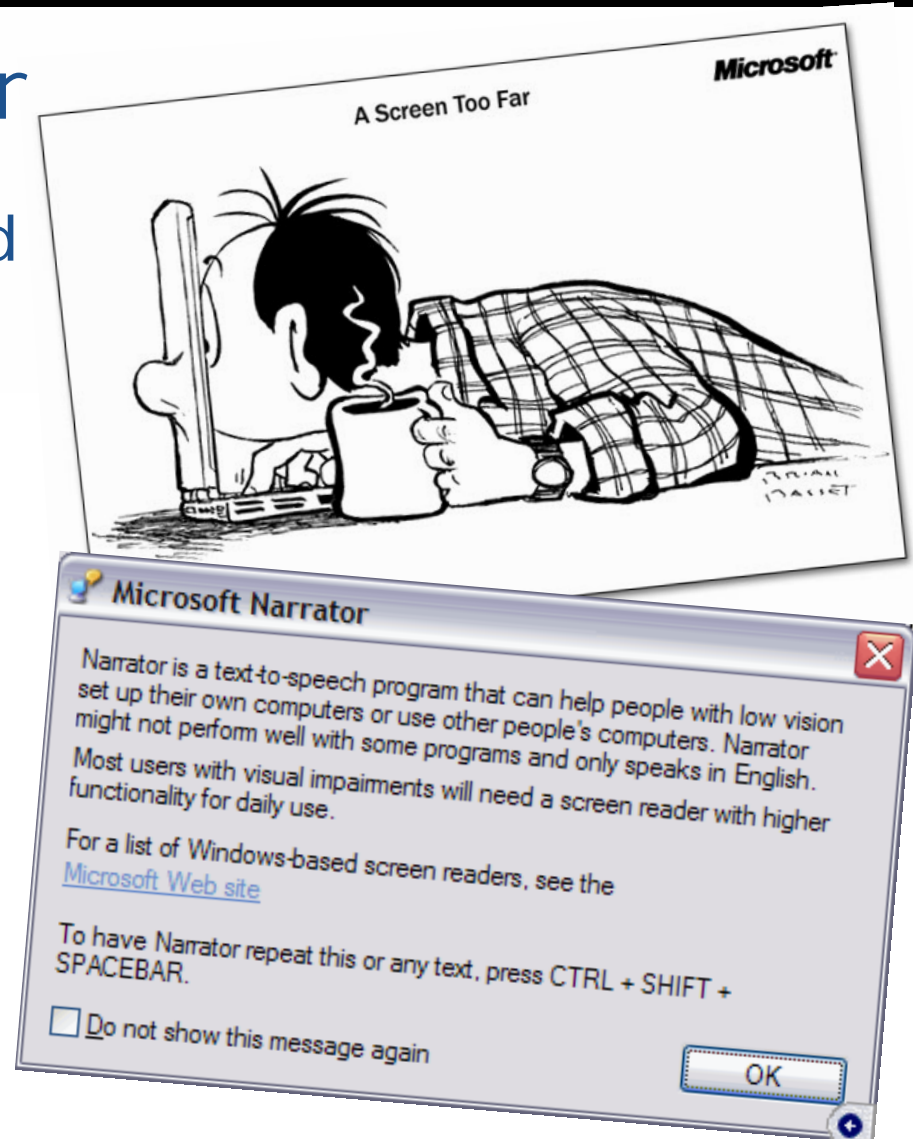 r
d
Microsoft
A Screen Too Far
BRIAN
BASSET
Microsoft Narrator
Narrator is a text-to-speech program that can help people with low vision
set up their own computers or use other people's computers. Narrator
might not perform well with some programs and only speaks in English.
Most users with visual impairments will need a screen reader with higher
functionality for daily use.
For a list of Windows-based screen readers, see the
Microsoft Web site
To have Narrator repeat this or any text, press CTRL + SHIFT +
SPACEBAR.
Do not show this message again
OK